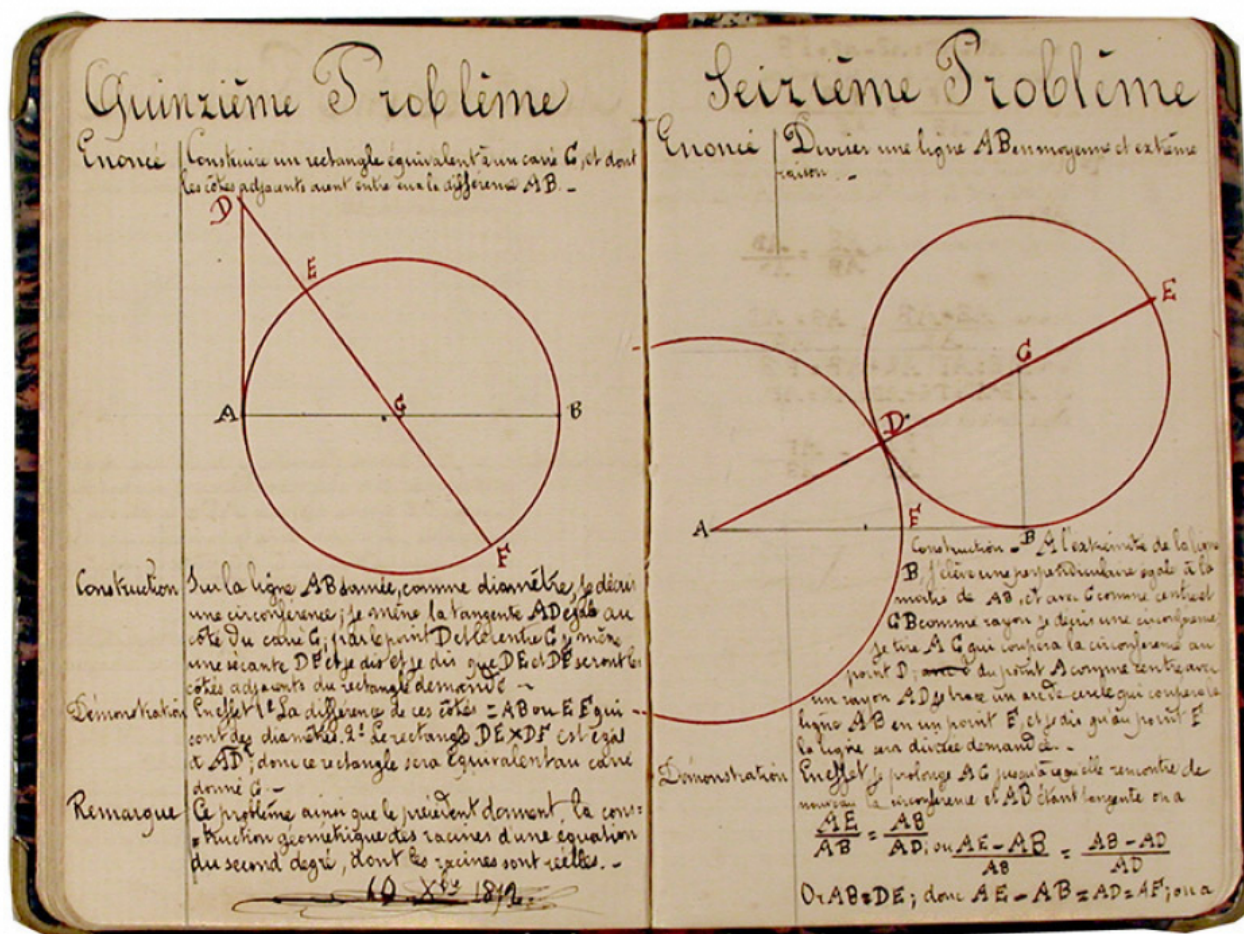 Quinzième Problème
Enoncé Construire un rectangle équivalent à un carré C, et dont
les côtés adjacents aient entre eux la différence AB. _
D
E
A
C
B
F
Construction Sur la ligne AB donnée, comme diamètre, je décris
une circonférence; je mène la tangente AD égale au
côté du carré C; par le point D et le centre C je mène
une sécante DF et je dis et je dis que DE et DF seront les
côtés adjacents du rectangle demandé _
Démonstration En effet 1º La différence de ces côtés = AB ou EF qui
sont des diamètres. 2º Le rectangle DE×DF est égal
à AD²; donc ce rectangle sera équivalent au carré
donné C. _
Remarque Ce problème ainsi que le précédent donnent la cons=
=truction géométrique des racines d'une équation
du second degré, dont les racines sont réelles. _
10 Xbre
Seizième Problème
Enoncé Diviser une ligne AB en moyenne et extrême
raison. _
E
C
D
A
F
B
Construction _ A l'extrémité de la ligne
B, j'élève une perpendiculaire égale à la
moitié de AB, et avec C comme centre et
CB comme rayon je décris une circonférence
je tire AC qui coupera la circonférence au
point D; du point A comme centre avec
un rayon AD je trace un arc de cercle qui coupera la
ligne AB en un point F, et je dis qu'au point F
la ligne sera divisée demandée. _
Démonstration En effet je prolonge AC jusqu'à ce qu'elle rencontre de
nouveau la circonférence et AB étant tangente on a
AE/AB = AB/AD; ou AE - AB/AB = AB - AD/AD
Or AB = DE; donc AE - AB = AD = AF; on a